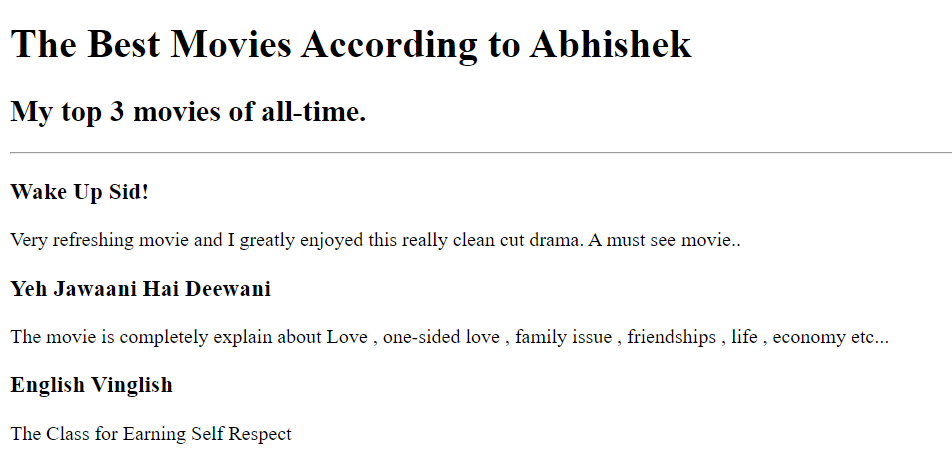 The Best Movies According to Abhishek
My top 3 movies of all-time.
Wake Up Sid!
Very refreshing movie and I greatly enjoyed this really clean cut drama. A must see movie..
Yeh Jawaani Hai Deewani
The movie is completely explain about Love , one-sided love , family issue , friendships , life , economy etc...
English Vinglish
The Class for Earning Self Respect